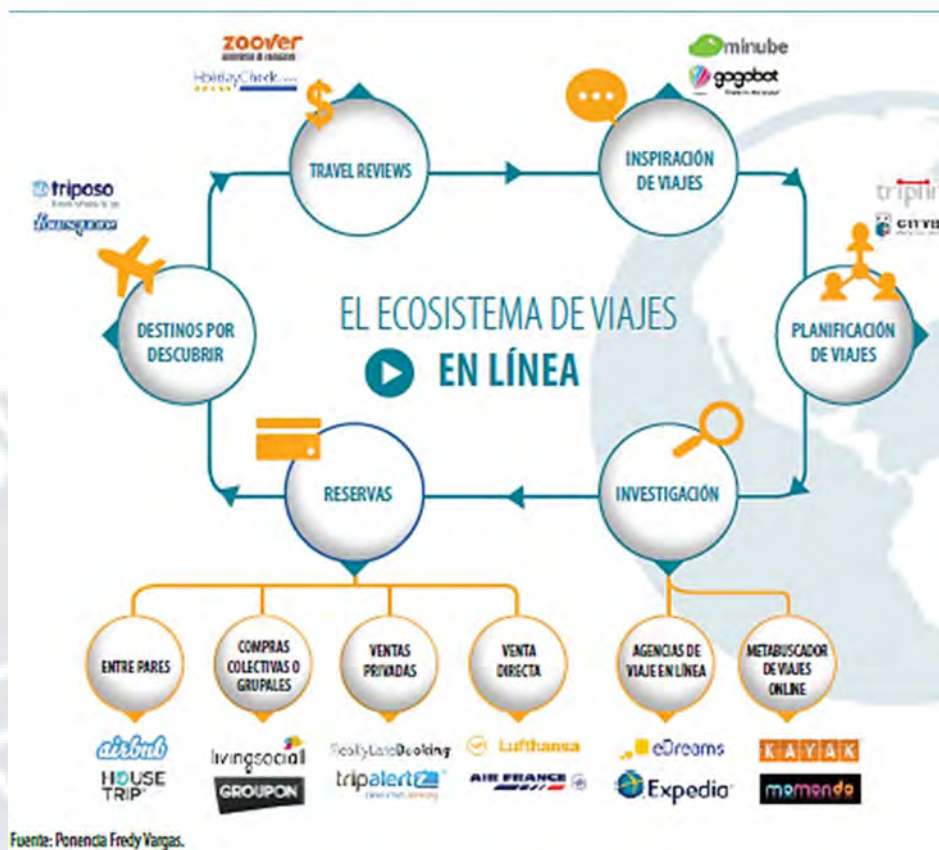 zoover
HolidayCheck
minube
gogobot
TRAVEL REVIEWS
INSPIRACIÓN
DE VIAJES
triposo
foursquare
DESTINOS POR
DESCUBRIR
EL ECOSISTEMA DE VIAJES
EN LÍNEA
PLANIFICACIÓN
DE VIAJES
RESERVAS
INVESTIGACIÓN
ENTRE PARES
COMPRAS
COLECTIVAS O
GRUPALES
VENTAS
PRIVADAS
VENTA
DIRECTA
AGENCIAS DE
VIAJE EN LÍNEA
METABUSCADOR
DE VIAJES
ONLINE
airbnb
HOUSE
TRIP
livingsocial
GROUPON
ReallyLateBooking
tripalert
Lufthansa
AIR FRANCE
eDreams
Expedia
KAYAK
momondo
Fuente: Ponencia Fredy Vargas.